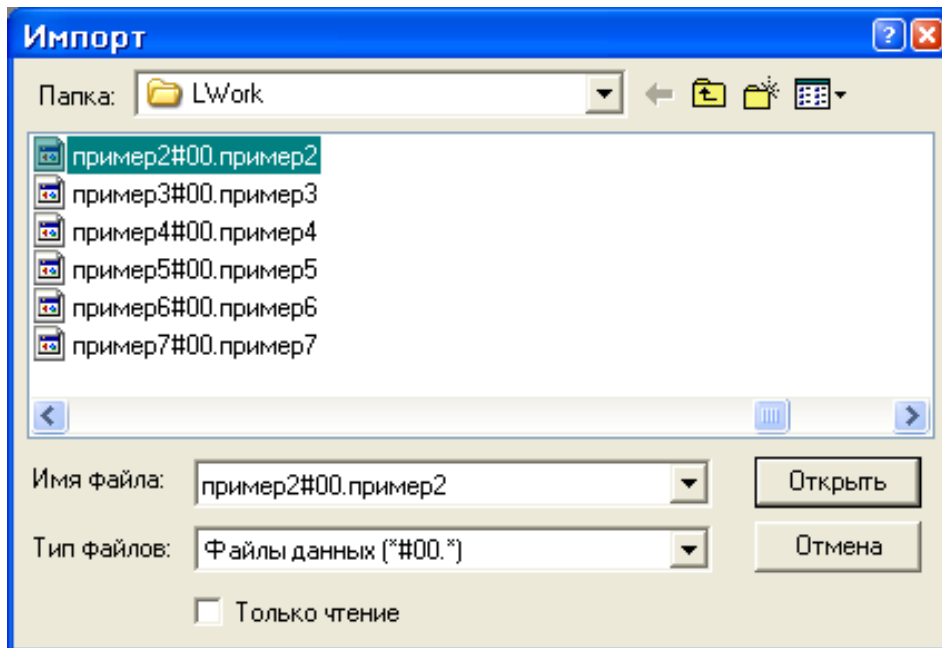 Импорт
Папка: LWork
пример2#00.пример2
пример3#00.пример3
пример4#00.пример4
пример5#00.пример5
пример6#00.пример6
пример7#00.пример7
Имя файла: пример2#00.пример2 Открыть
Тип файлов: Файлы данных (*#00.*) Отмена
Только чтение